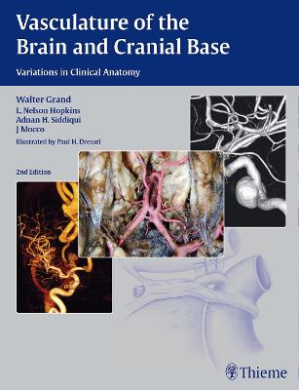 Vasculature of the
Brain and Cranial Base
Variations in Clinical Anatomy
Walter Grand
L. Nelson Hopkins
Adnan H. Siddiqui
J Mocco
Illustrated by Paul H. Dressel
2nd Edition
Thieme